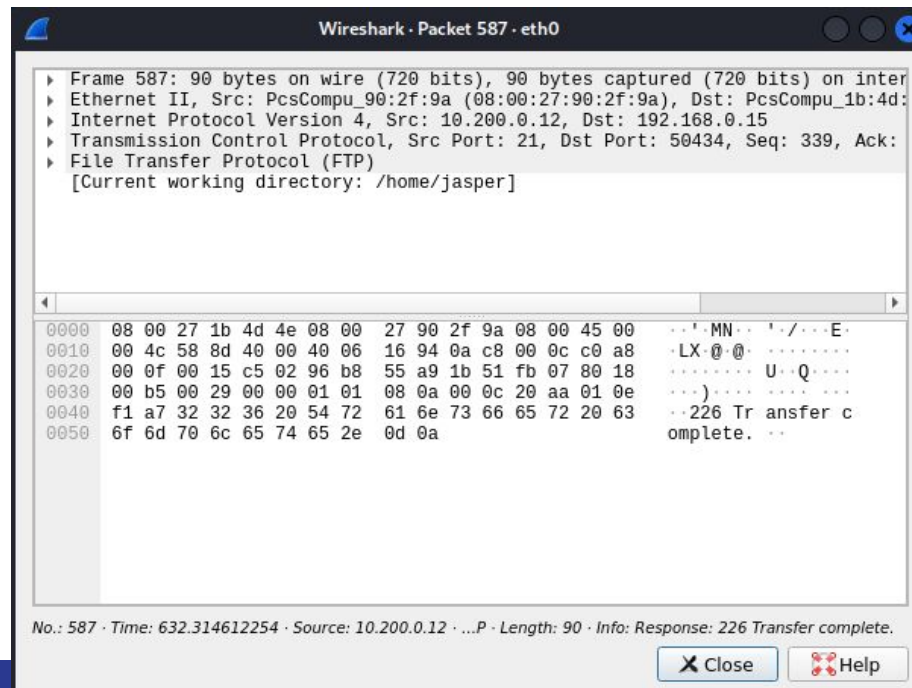 Wireshark · Packet 587 · eth0
Frame 587: 90 bytes on wire (720 bits), 90 bytes captured (720 bits) on inter
Ethernet II, Src: PcsCompu_90:2f:9a (08:00:27:90:2f:9a), Dst: PcsCompu_1b:4d:
Internet Protocol Version 4, Src: 10.200.0.12, Dst: 192.168.0.15
Transmission Control Protocol, Src Port: 21, Dst Port: 50434, Seq: 339, Ack:
File Transfer Protocol (FTP)
[Current working directory: /home/jasper]
0000 08 00 27 1b 4d 4e 08 00 27 90 2f 9a 08 00 45 00 ··'·MN·· '·/···E·
0010 00 4c 58 8d 40 00 40 06 16 94 0a c8 00 0c c0 a8 ·LX·@·@· ········
0020 00 0f 00 15 c5 02 96 b8 55 a9 1b 51 fb 07 80 18 ········ U··Q····
0030 00 b5 00 29 00 00 01 01 08 0a 00 0c 20 aa 01 0e ···)···· ···· ···
0040 f1 a7 32 32 36 20 54 72 61 6e 73 66 65 72 20 63 ··226 Tr ansfer c
0050 6f 6d 70 6c 65 74 65 2e 0d 0a omplete. ··
No.: 587 · Time: 632.314612254 · Source: 10.200.0.12 · ...P · Length: 90 · Info: Response: 226 Transfer complete.
Close
Help